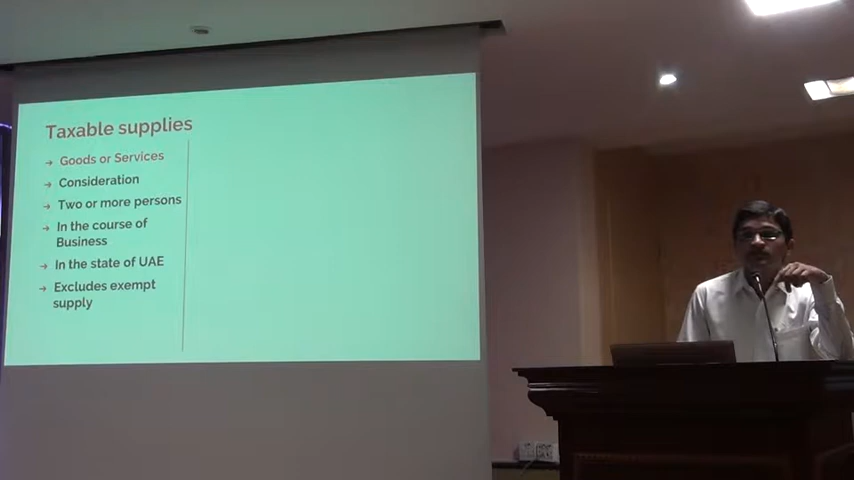 Taxable supplies
→ Goods or Services
→ Consideration
→ Two or more persons
→ In the course of
Business
→ In the state of UAE
→ Excludes exempt
supply